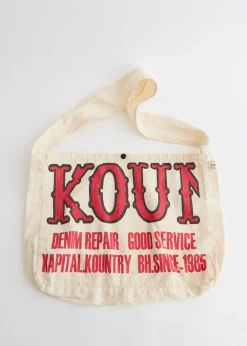 KOUN
DENIM REPAIR GOOD SERVICE
KAPITAL.KOUNTRY BH.SINCE-1985